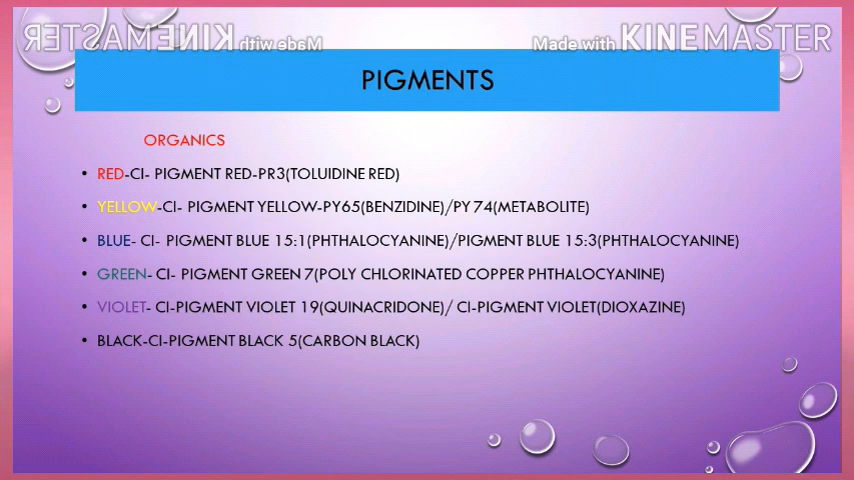 Made with KINEMASTER
Made with KINEMASTER
PIGMENTS
ORGANICS
• RED-CI- PIGMENT RED-PR3(TOLUIDINE RED)
• YELLOW-CI- PIGMENT YELLOW-PY65(BENZIDINE)/PY 74(METABOLITE)
• BLUE- CI- PIGMENT BLUE 15:1(PHTHALOCYANINE)/PIGMENT BLUE 15:3(PHTHALOCYANINE)
• GREEN- CI- PIGMENT GREEN 7(POLY CHLORINATED COPPER PHTHALOCYANINE)
• VIOLET- CI-PIGMENT VIOLET 19(QUINACRIDONE)/ CI-PIGMENT VIOLET(DIOXAZINE)
• BLACK-CI-PIGMENT BLACK 5(CARBON BLACK)